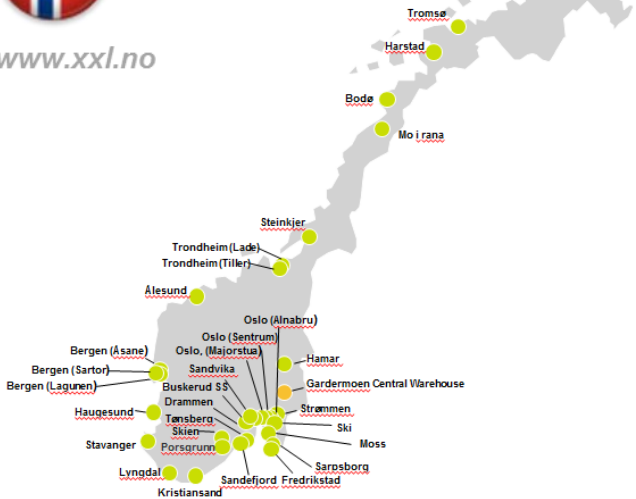 Tromsø
Harstad
www.xxl.no
Bodø
Mo i rana
Steinkjer
Trondheim (Lade)
Trondheim (Tiller)
Ålesund
Oslo (Alnabru)
Oslo (Sentrum)
Oslo, (Majorstua)
Bergen (Åsane)
Hamar
Bergen (Sartor)
Sandvika
Bergen (Lagunen)
Buskerud SS
Gardermoen Central Warehouse
Drammen
Haugesund
Strømmen
Tønsberg
Ski
Skien
Stavanger
Moss
Porsgrunn
Lyngdal
Sarpsborg
Sandefjord
Fredrikstad
Kristiansand